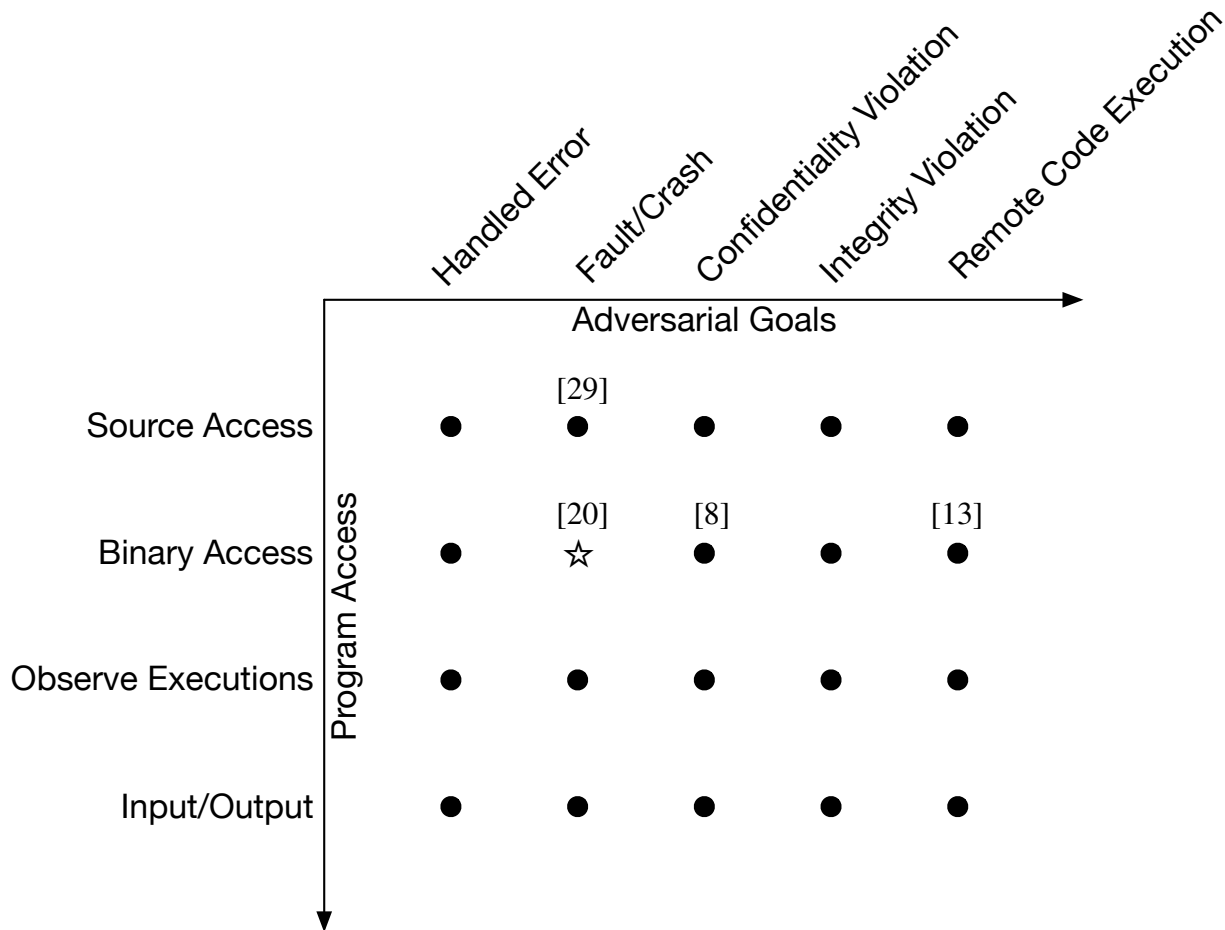 Handled Error
Fault/Crash
Confidentiality Violation
Integrity Violation
Remote Code Execution
Adversarial Goals
[29]
Source Access
[20]
[8]
[13]
Binary Access
Program Access
Observe Executions
Input/Output